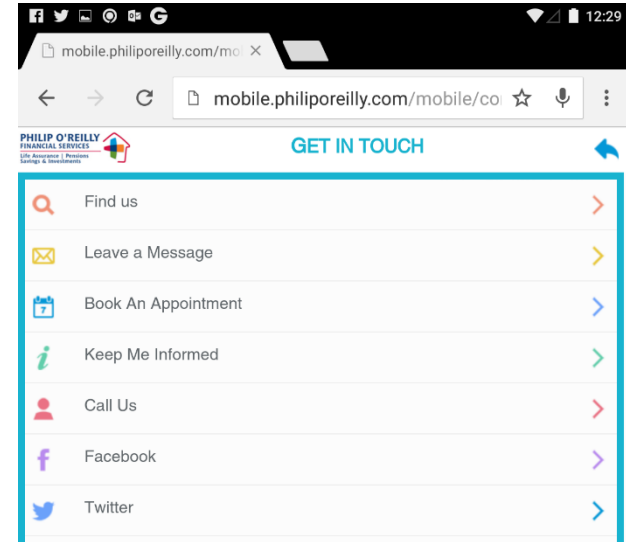 12:29
mobile.philiporeilly.com/mo
mobile.philiporeilly.com/mobile/co
PHILIP O'REILLY
FINANCIAL SERVICES
Life Assurance | Pensions
Savings & Investments
GET IN TOUCH
Find us
Leave a Message
7
Book An Appointment
Keep Me Informed
Call Us
Facebook
Twitter